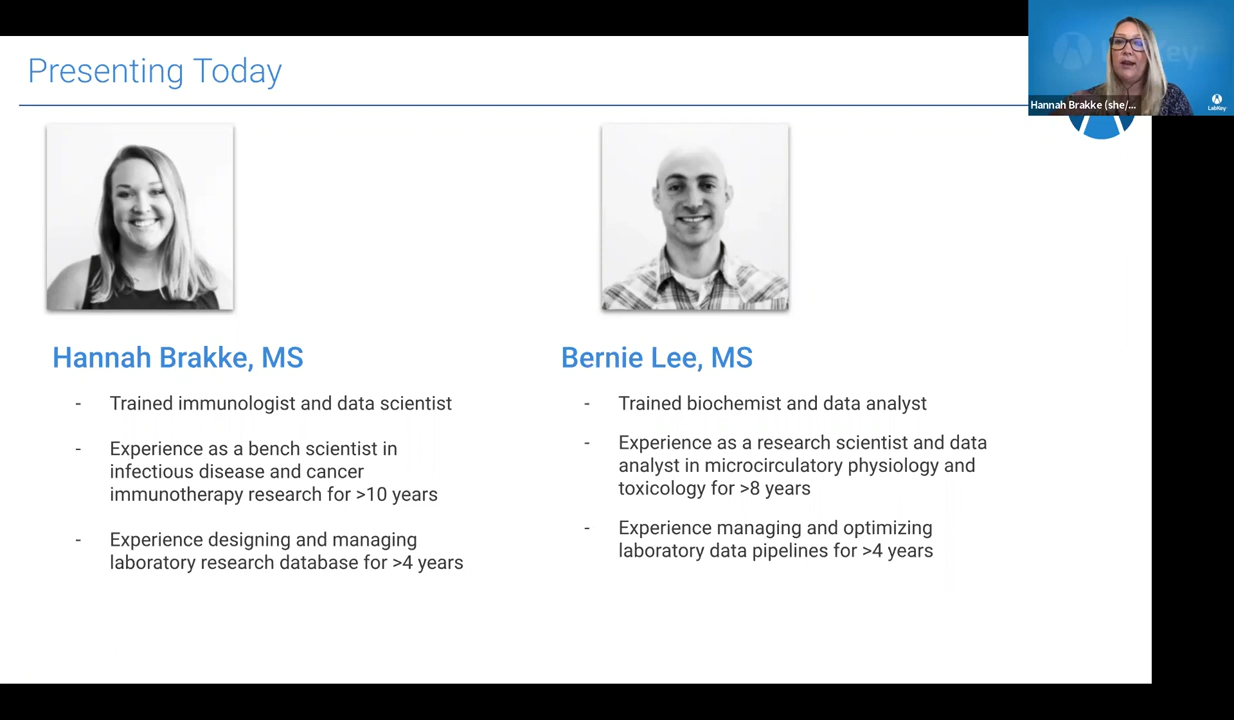 Presenting Today
Hannah Brakke (she/...
LabKey
Hannah Brakke, MS
- Trained immunologist and data scientist
- Experience as a bench scientist in
infectious disease and cancer
immunotherapy research for >10 years
- Experience designing and managing
laboratory research database for >4 years
Bernie Lee, MS
- Trained biochemist and data analyst
- Experience as a research scientist and data
analyst in microcirculatory physiology and
toxicology for >8 years
- Experience managing and optimizing
laboratory data pipelines for >4 years